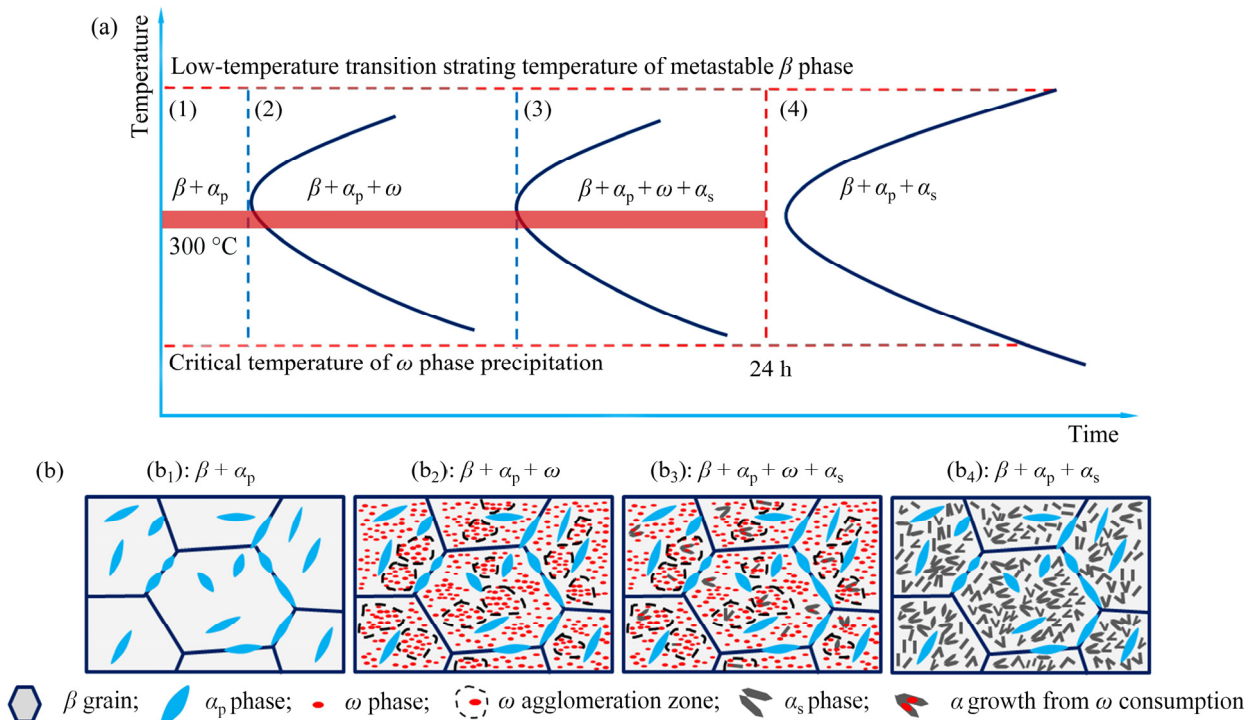 (a)
Temperature
Low-temperature transition strating temperature of metastable β phase
(1) (2) (3) (4)
β + αp β + αp + ω β + αp + ω + αs β + αp + αs
300 °C
Critical temperature of ω phase precipitation
24 h
Time
(b) (b1): β + αp (b2): β + αp + ω (b3): β + αp + ω + αs (b4): β + αp + αs
β grain; αp phase; ω phase; ω agglomeration zone; αs phase; α growth from ω consumption